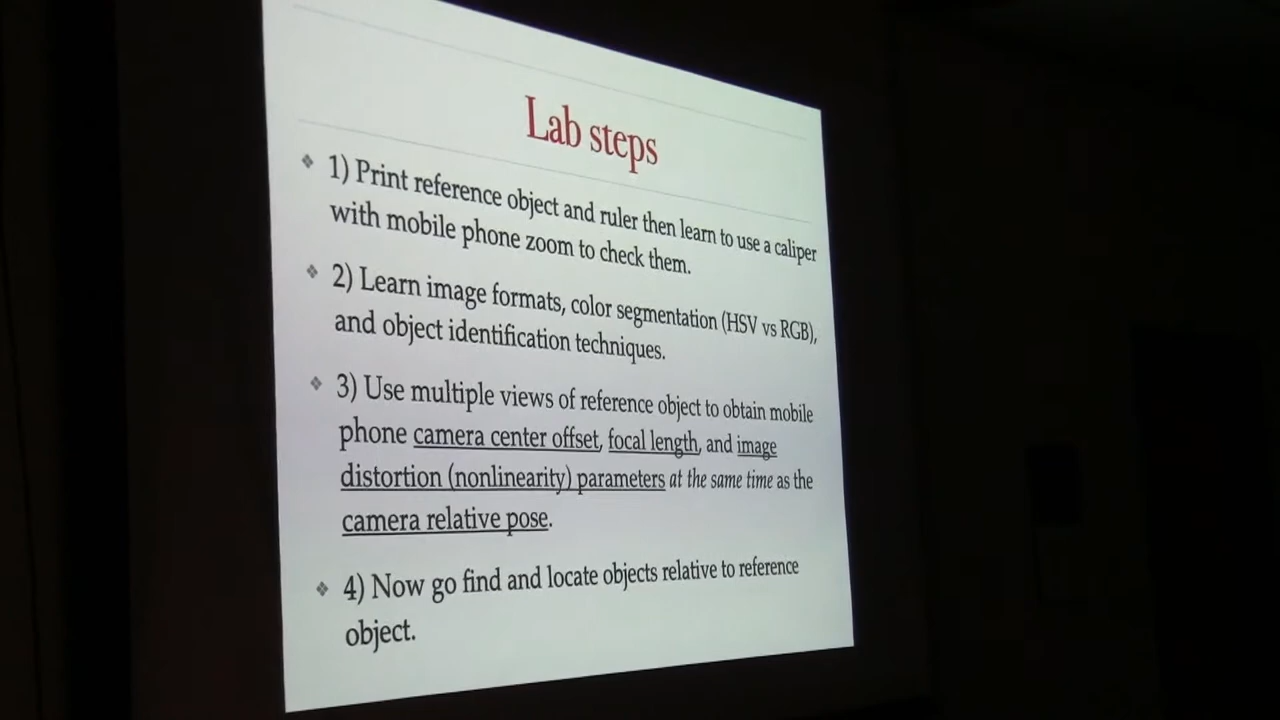 Lab steps
❖ 1) Print reference object and ruler then learn to use a caliper
with mobile phone zoom to check them.
❖ 2) Learn image formats, color segmentation (HSV vs RGB),
and object identification techniques.
❖ 3) Use multiple views of reference object to obtain mobile
phone camera center offset, focal length, and image
distortion (nonlinearity) parameters at the same time as the
camera relative pose.
❖ 4) Now go find and locate objects relative to reference
object.